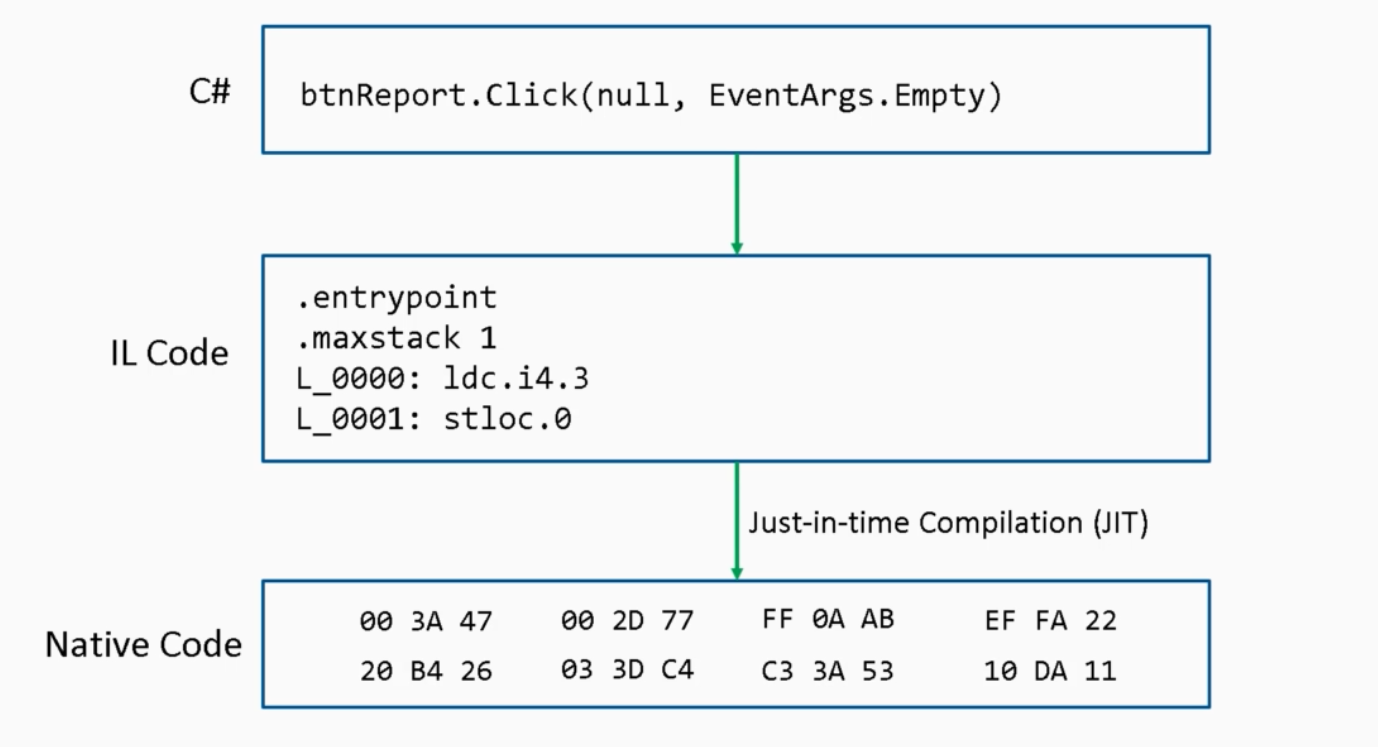 C#
btnReport.Click(null, EventArgs.Empty)
IL Code
.entrypoint
.maxstack 1
L_0000: ldc.i4.3
L_0001: stloc.0
Just-in-time Compilation (JIT)
Native Code
00 3A 47 00 2D 77 FF 0A AB EF FA 22
20 B4 26 03 3D C4 C3 3A 53 10 DA 11